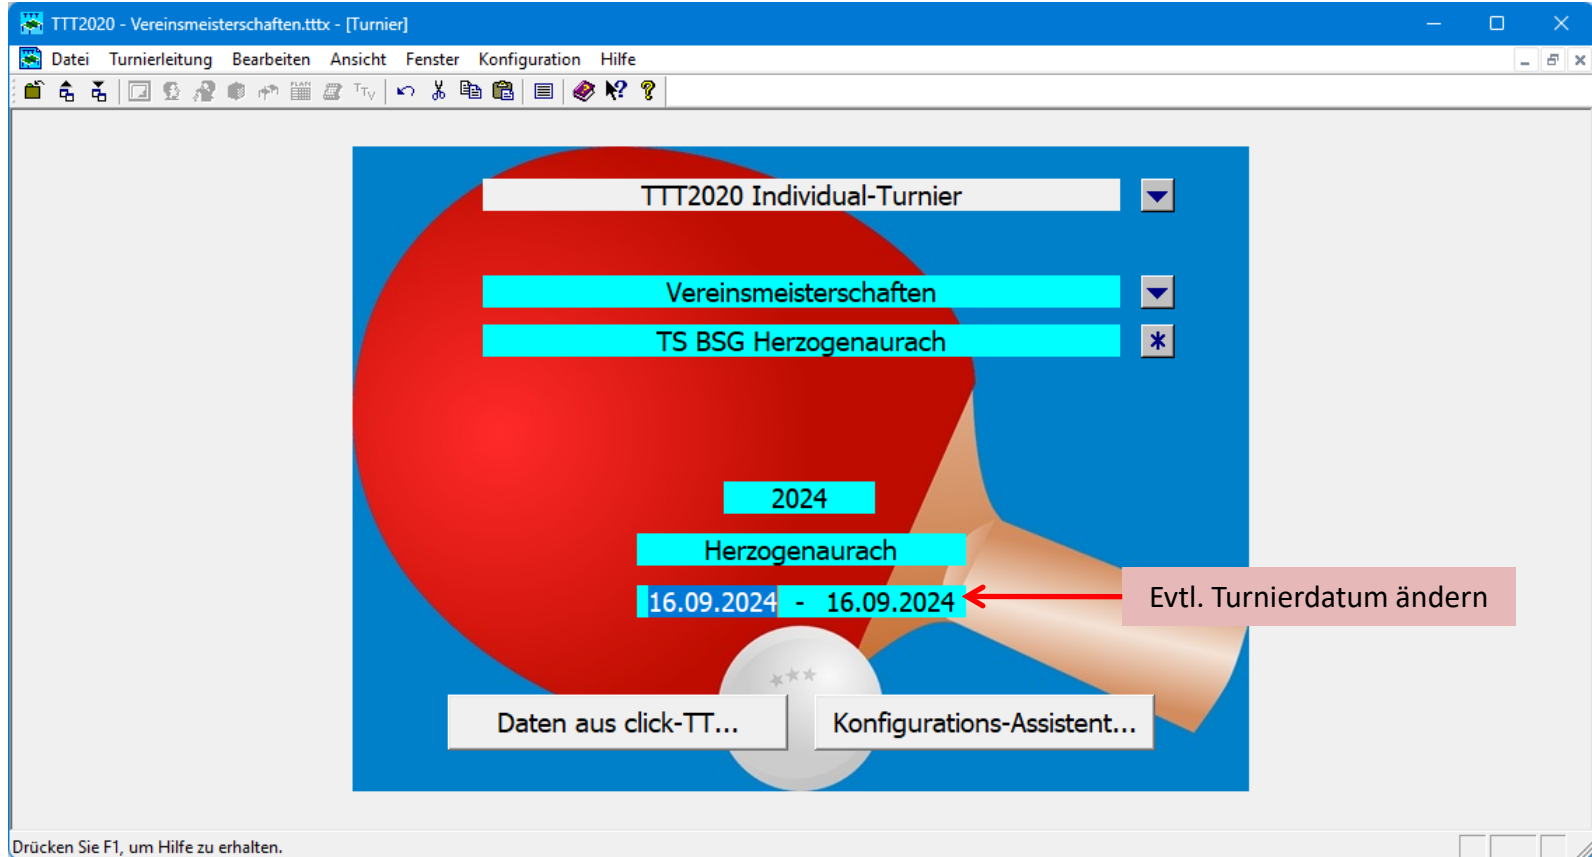 TTT2020 - Vereinsmeisterschaften.tttx - [Turnier]
Datei Turnierleitung Bearbeiten Ansicht Fenster Konfiguration Hilfe
TTT2020 Individual-Turnier
Vereinsmeisterschaften
TS BSG Herzogenaurach
2024
Herzogenaurach
16.09.2024 - 16.09.2024
Evtl. Turnierdatum ändern
Daten aus click-TT...
Konfigurations-Assistent...
Drücken Sie F1, um Hilfe zu erhalten.